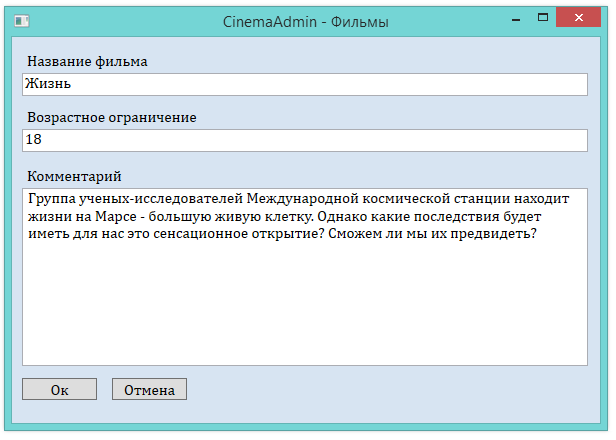 CinemaAdmin - Фильмы
Название фильма
Жизнь
Возрастное ограничение
18
Комментарий
Группа ученых-исследователей Международной космической станции находит
жизни на Марсе - большую живую клетку. Однако какие последствия будет
иметь для нас это сенсационное открытие? Сможем ли мы их предвидеть?
Ок Отмена